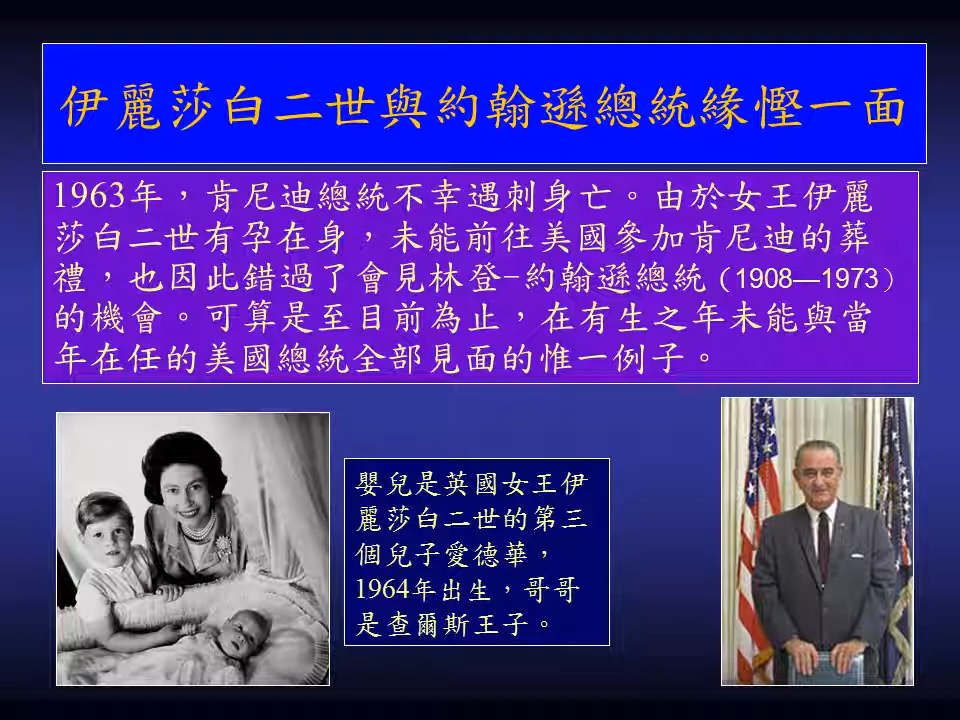 伊麗莎白二世與約翰遜總統緣慳一面
1963年，肯尼迪總統不幸遇刺身亡。由於女王伊麗
莎白二世有孕在身，未能前往美國參加肯尼迪的葬
禮，也因此錯過了會見林登-約翰遜總統（1908—1973）
的機會。可算是至目前為止，在有生之年未能與當
年在任的美國總統全部見面的惟一例子。
嬰兒是英國女王伊
麗莎白二世的第三
個兒子愛德華，
1964年出生，哥哥
是查爾斯王子。